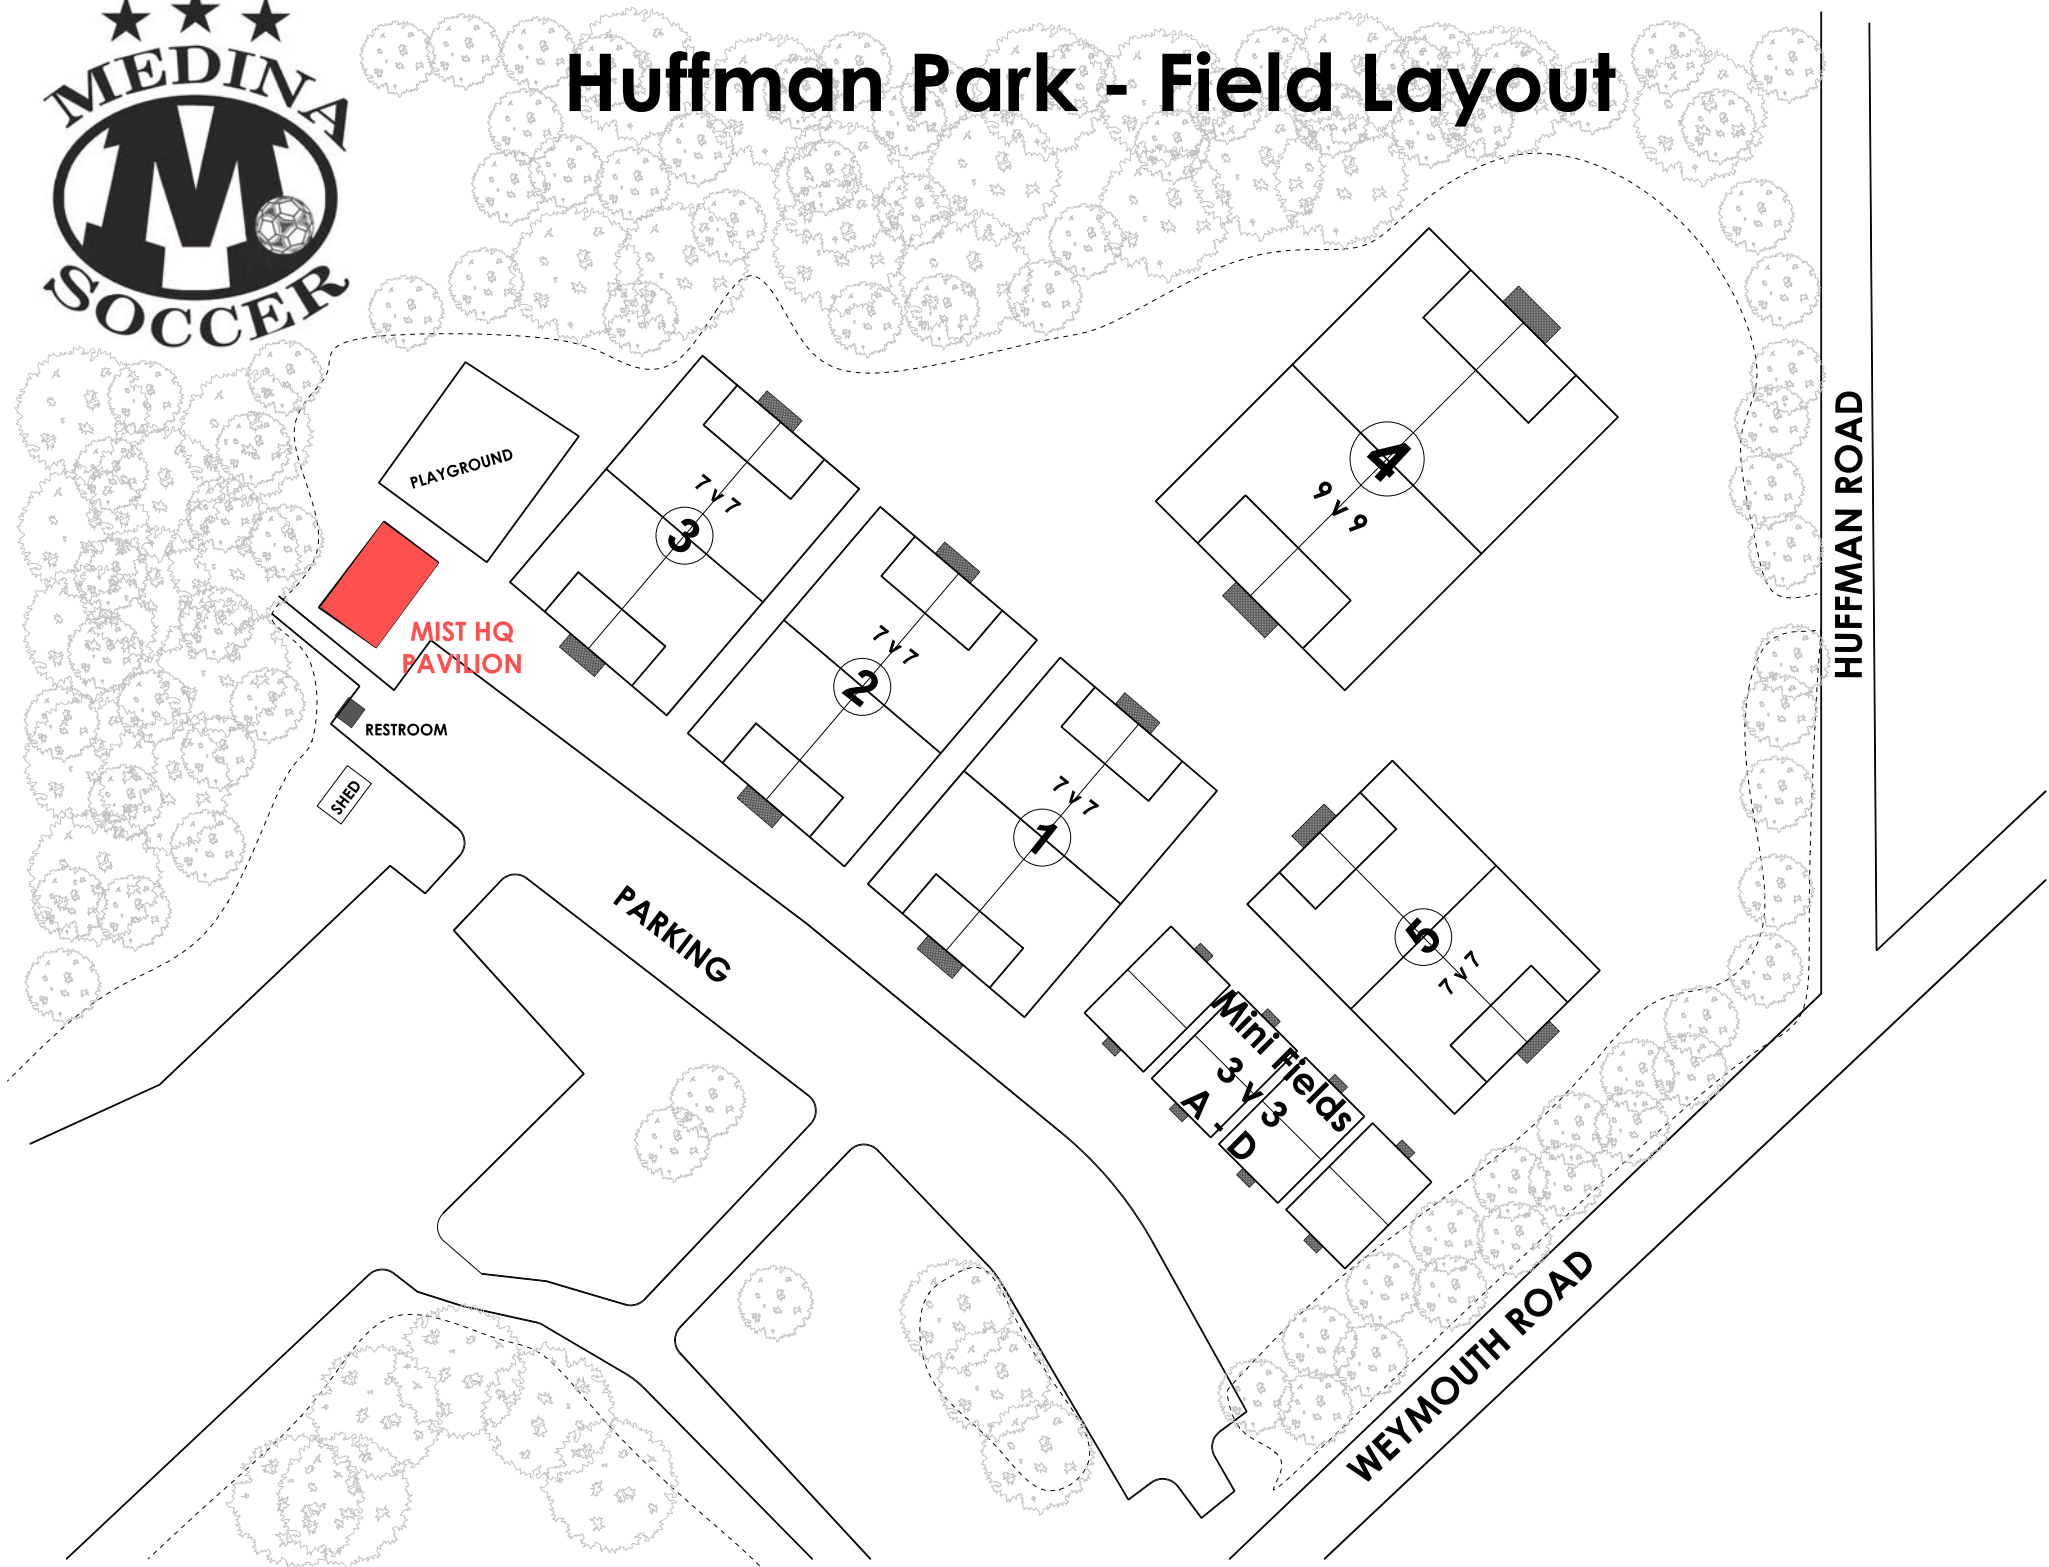 MEDINA
M
SOCCER
Huffman Park - Field Layout
PLAYGROUND
MIST HQ
PAVILION
RESTROOM
SHED
PARKING
7 v 7
3
7 v 7
2
7 v 7
1
4
9 v 9
5
7 v 7
Mini Fields
3 v 3
A - D
HUFFMAN ROAD
WEYMOUTH ROAD